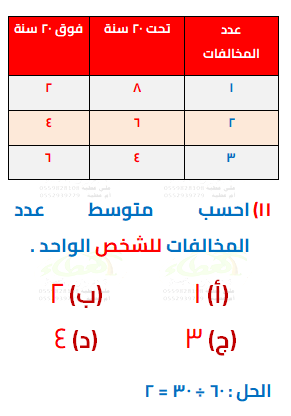 عدد المخالفات تحت ٢٠ سنة فوق ٢٠ سنة
١ ٨ ٢
٢ ٦ ٤
٣ ٤ ٦
١١) احسب متوسط عدد
المخالفات للشخص الواحد .
(أ) ١ (ب) ٢
(ج) ٣ (د) ٤
الحل : ٦٠ ÷ ٣٠ = ٢